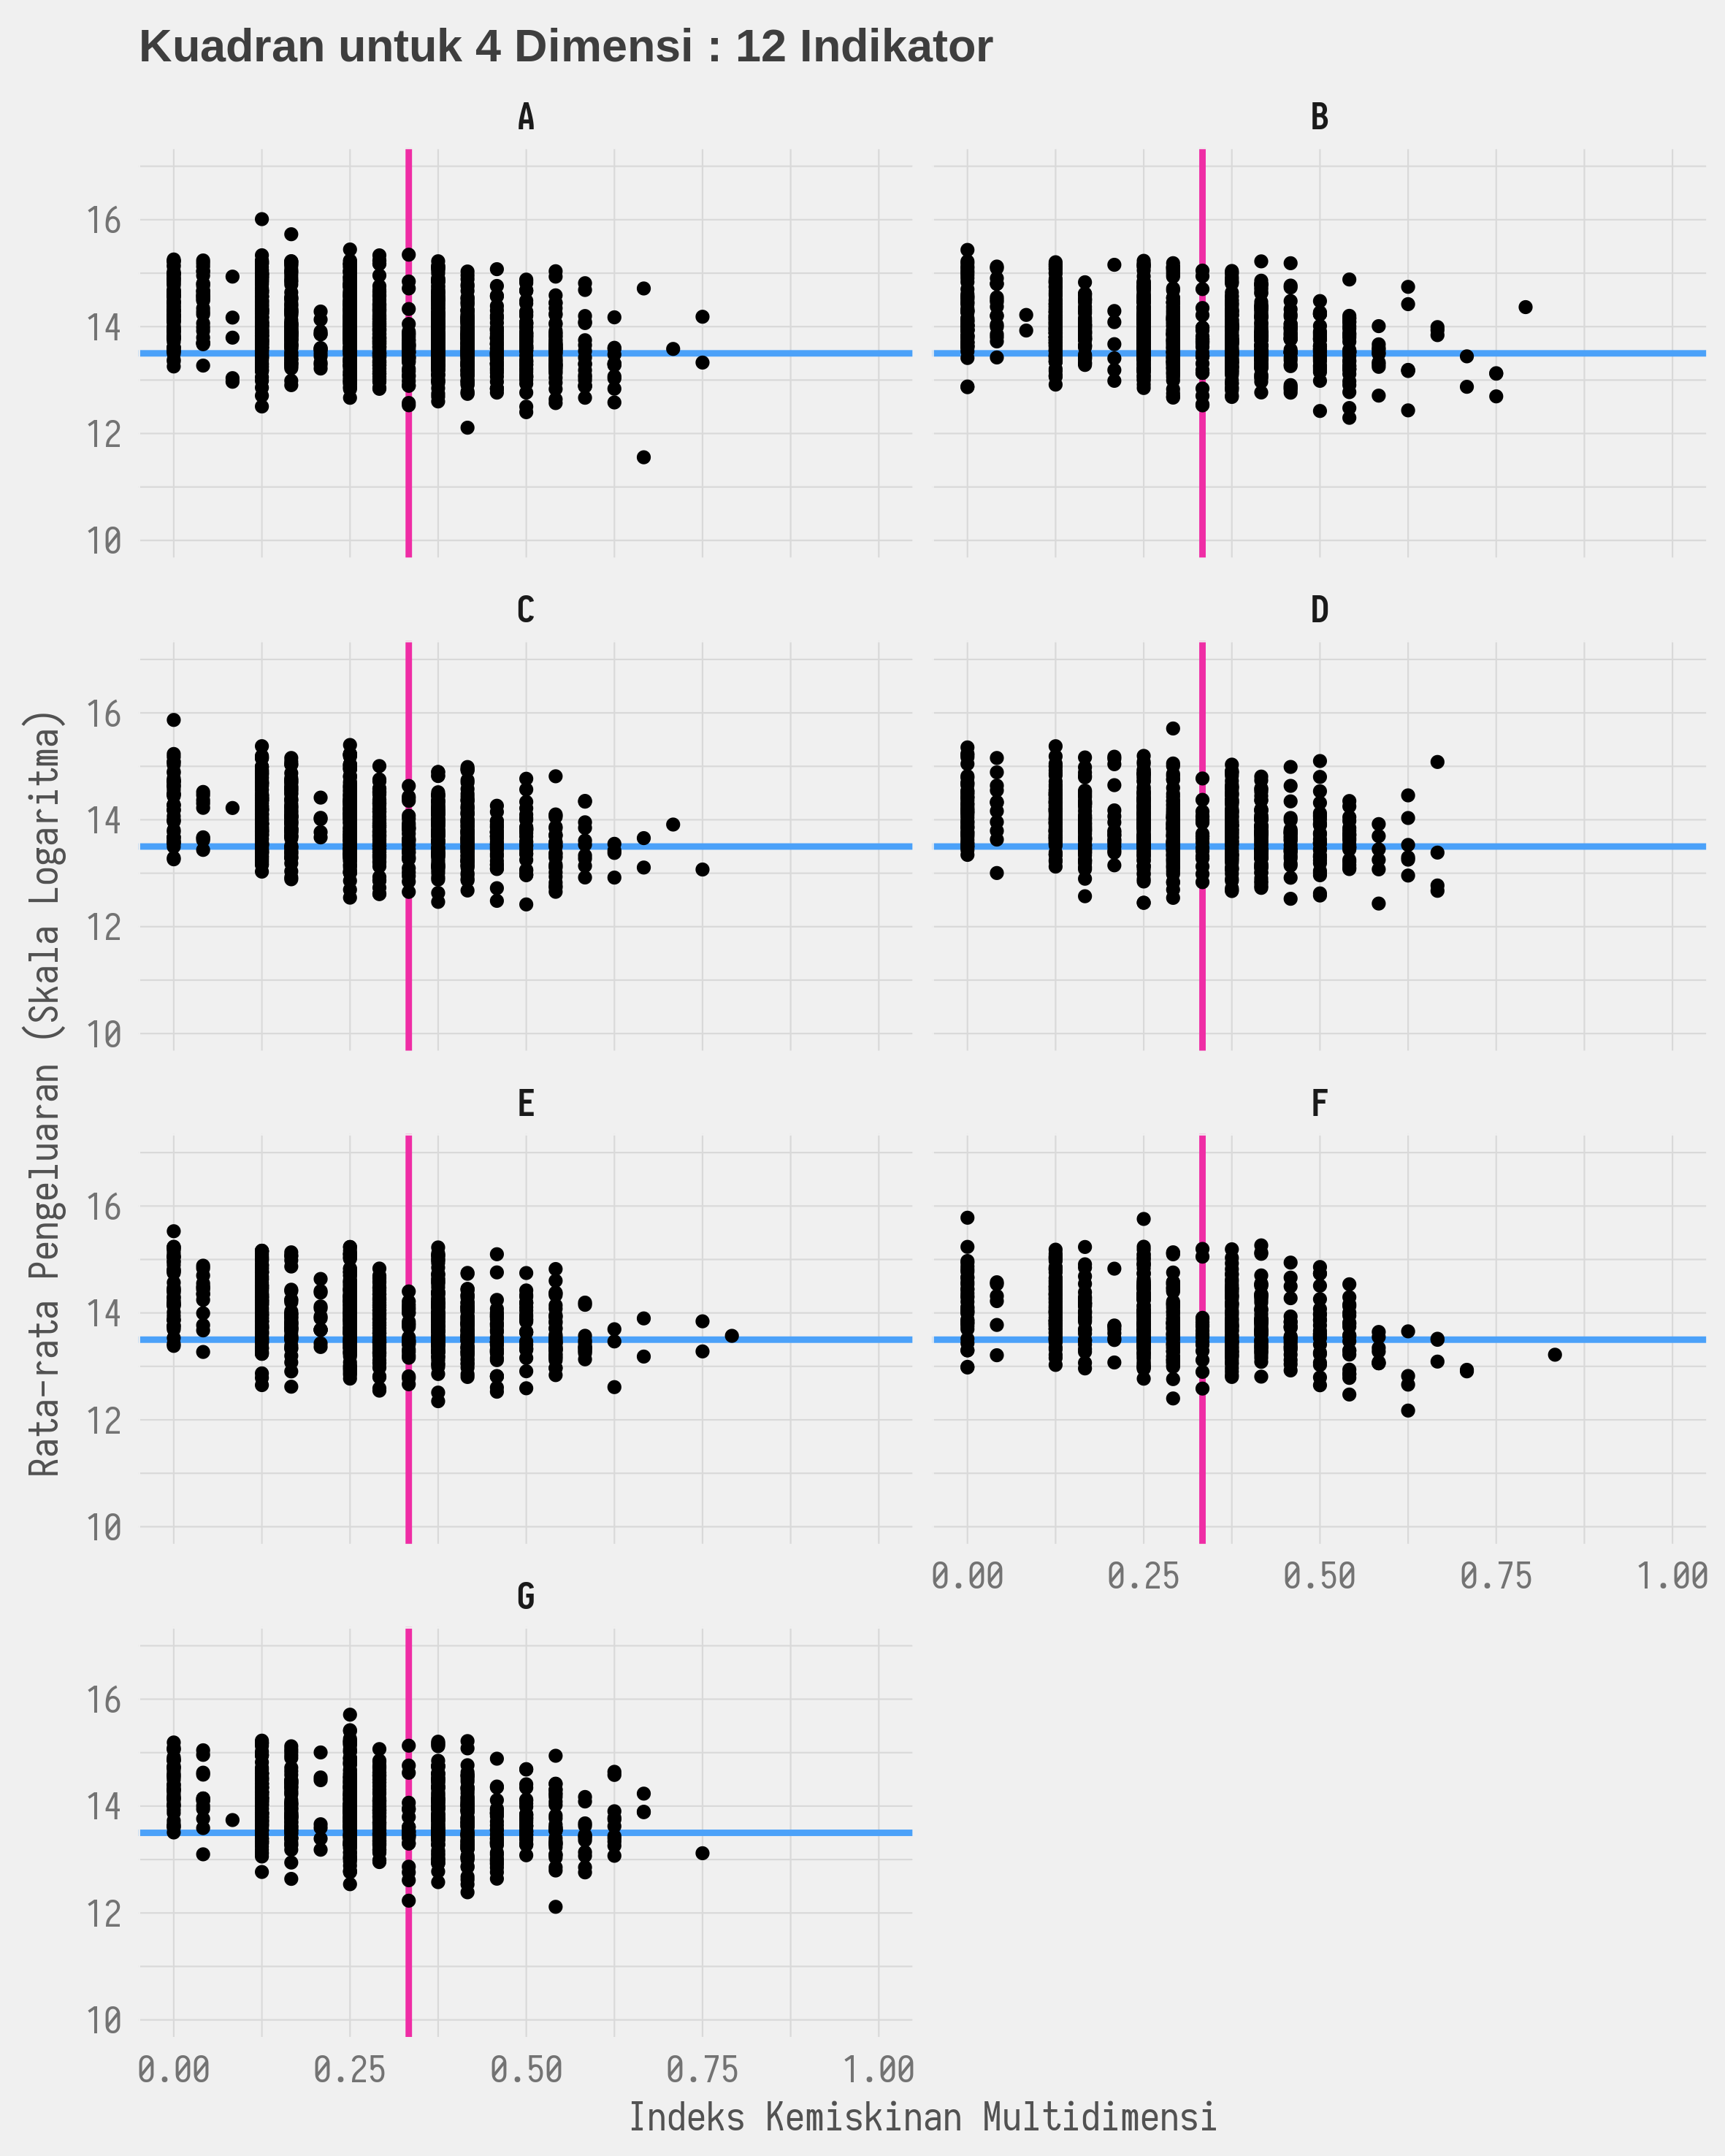 Kuadran untuk 4 Dimensi : 12 Indikator
A
B
16
14
12
10
C
D
16
14
12
10
E
F
16
14
12
10
0.00 0.25 0.50 0.75 1.00
G
16
14
12
10
0.00 0.25 0.50 0.75 1.00
Indeks Kemiskinan Multidimensi
Rata-rata Pengeluaran (Skala Logaritma)